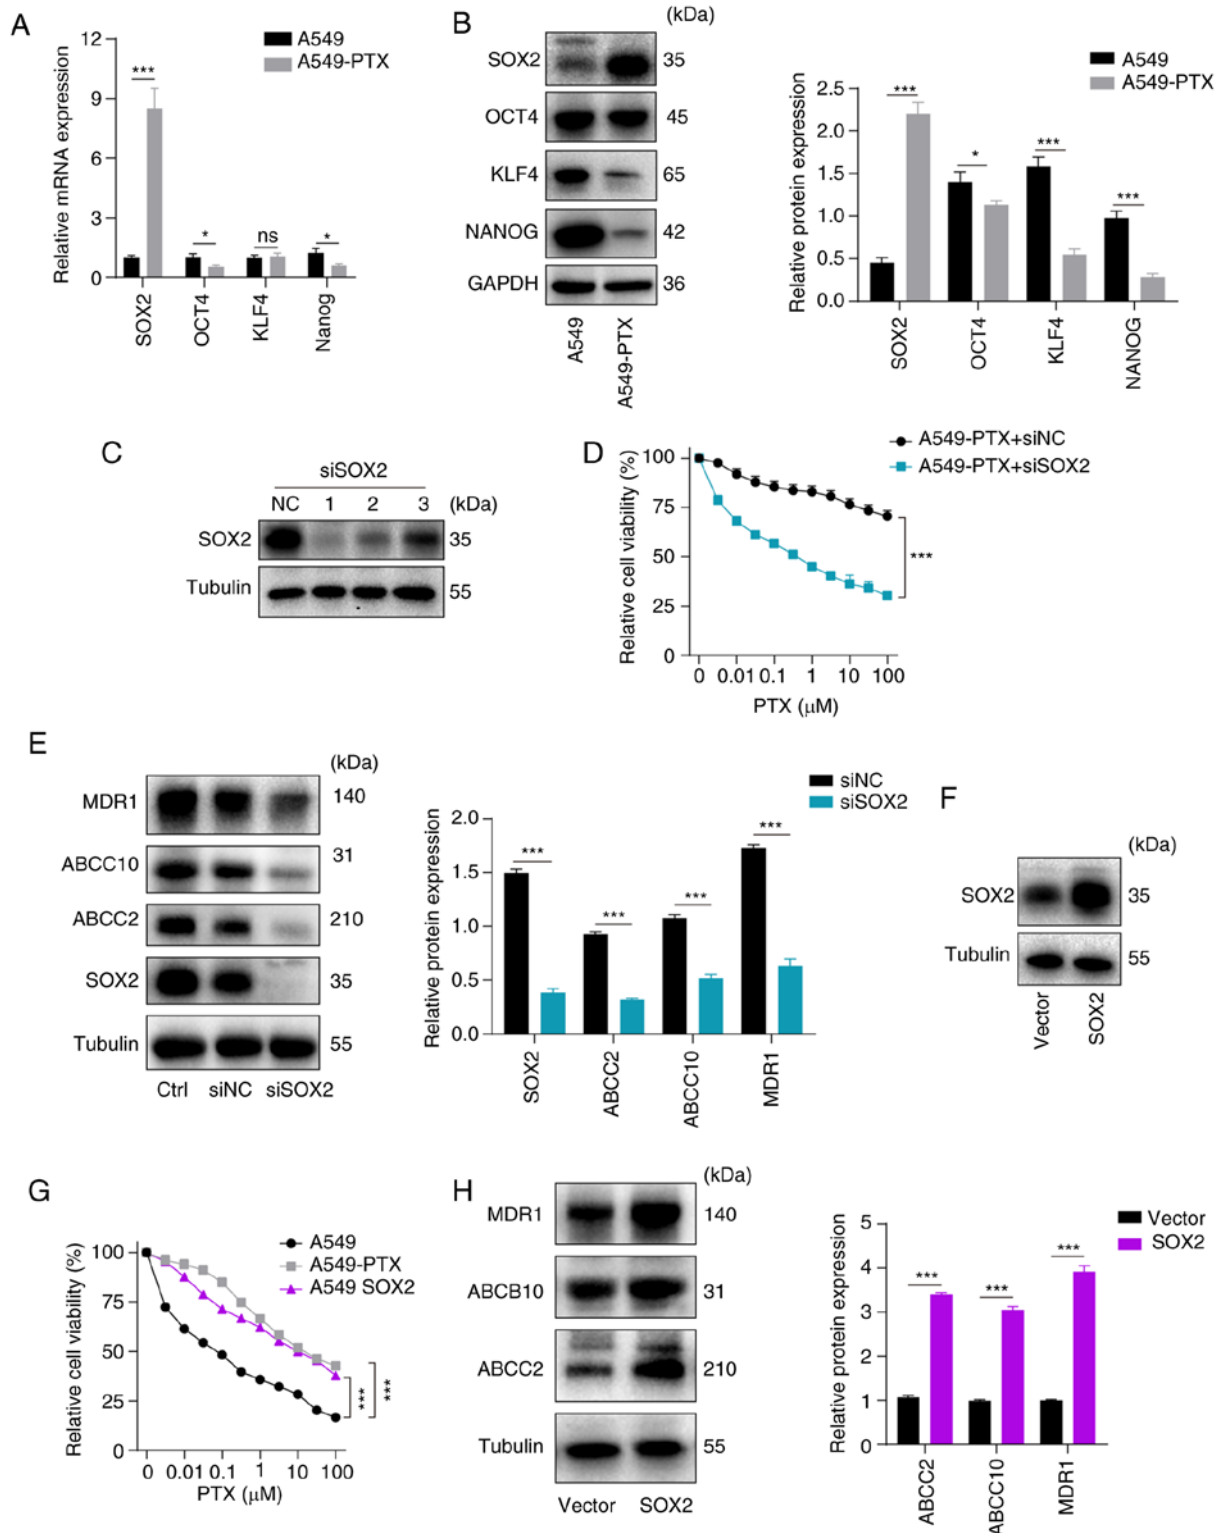 A
Relative mRNA expression
12
9
6
3
0
A549
A549-PTX
***
*
ns
*
SOX2
OCT4
KLF4
Nanog
B
(kDa)
SOX2
35
OCT4
45
KLF4
65
NANOG
42
GAPDH
36
A549
A549-PTX
Relative protein expression
2.5
2.0
1.5
1.0
0.5
0.0
A549
A549-PTX
***
*
***
***
SOX2
OCT4
KLF4
NANOG
C
siSOX2
NC 1 2 3 (kDa)
SOX2
35
Tubulin
55
D
Relative cell viability (%)
100
75
50
25
0
A549-PTX+siNC
A549-PTX+siSOX2
***
0 0.01 0.1 1 10 100
PTX (μM)
E
(kDa)
MDR1
140
ABCC10
31
ABCC2
210
SOX2
35
Tubulin
55
Ctrl siNC siSOX2
Relative protein expression
2.0
1.5
1.0
0.5
0.0
siNC
siSOX2
***
***
***
***
SOX2
ABCC2
ABCC10
MDR1
F
(kDa)
SOX2
35
Tubulin
55
Vector
SOX2
G
Relative cell viability (%)
100
75
50
25
0
A549
A549-PTX
A549 SOX2
***
***
0 0.01 0.1 1 10 100
PTX (μM)
H
(kDa)
MDR1
140
ABCB10
31
ABCC2
210
Tubulin
55
Vector SOX2
Relative protein expression
5
4
3
2
1
0
Vector
SOX2
***
***
***
ABCC2
ABCC10
MDR1